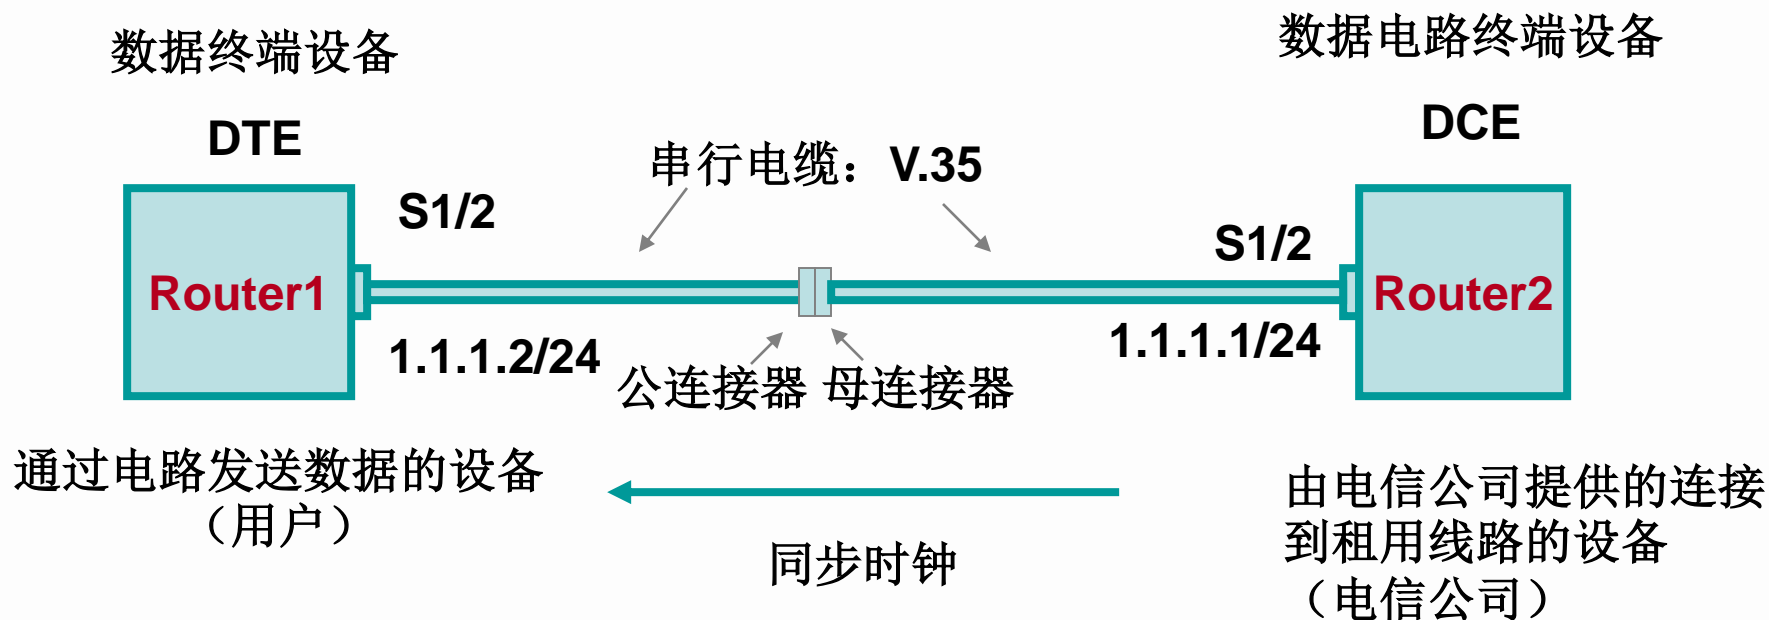 数据终端设备
数据电路终端设备
DTE
DCE
串行电缆：V.35
S1/2
S1/2
Router1
Router2
1.1.1.2/24
1.1.1.1/24
公连接器 母连接器
通过电路发送数据的设备
（用户）
同步时钟
由电信公司提供的连接
到租用线路的设备
（电信公司）